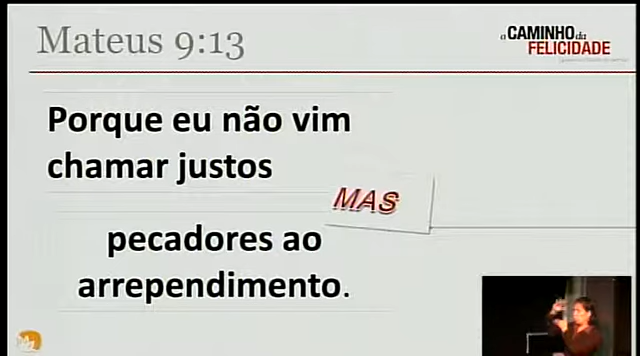 Mateus 9:13
o CAMINHO da
FELICIDADE
Porque eu não vim
chamar justos
MAS
pecadores ao
arrependimento.